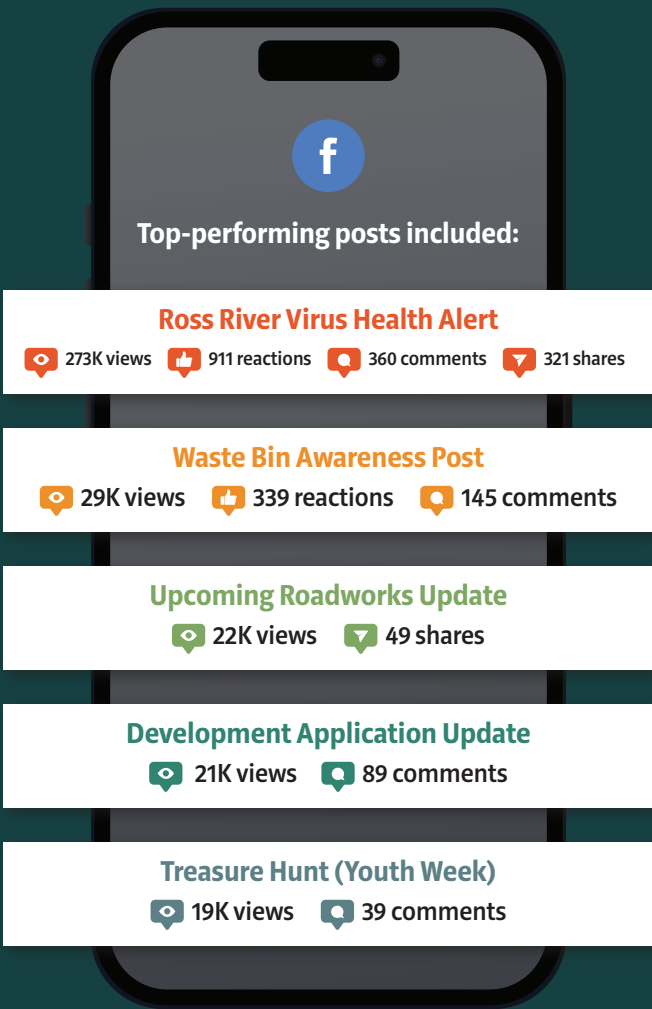 f
Top-performing posts included:
Ross River Virus Health Alert
273K views 911 reactions 360 comments 321 shares
Waste Bin Awareness Post
29K views 339 reactions 145 comments
Upcoming Roadworks Update
22K views 49 shares
Development Application Update
21K views 89 comments
Treasure Hunt (Youth Week)
19K views 39 comments